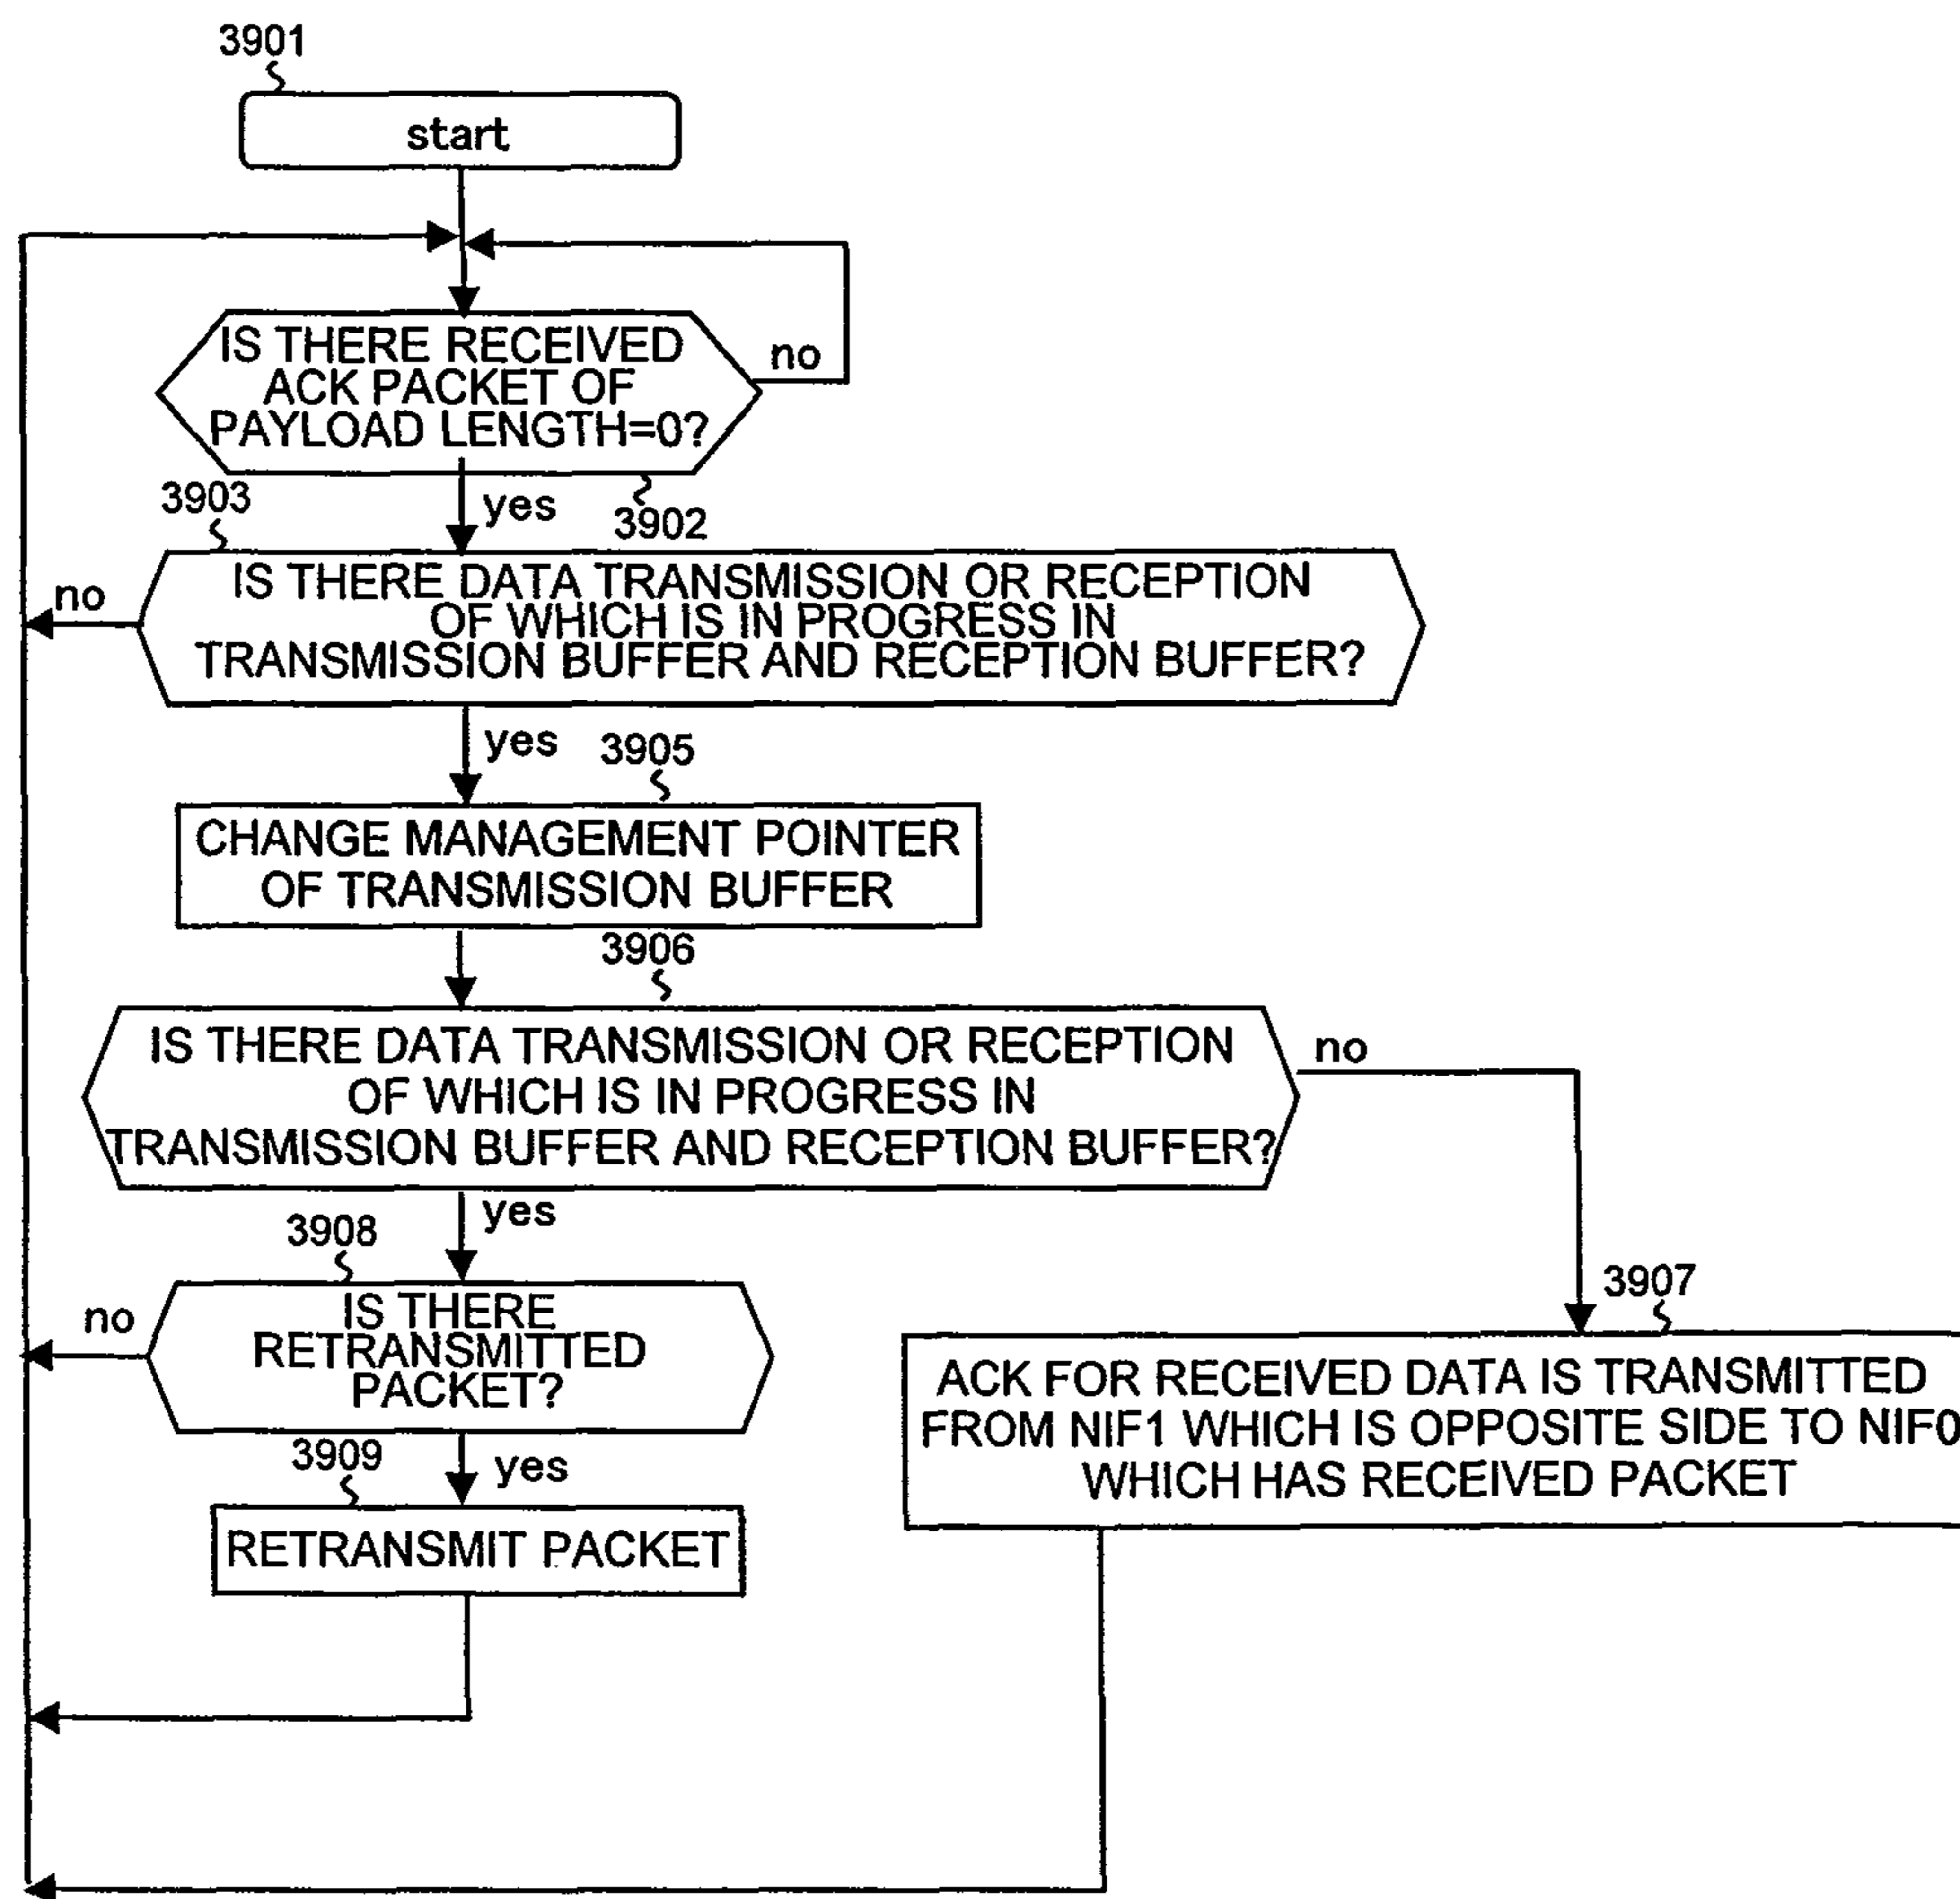 3901
start
IS THERE RECEIVED
ACK PACKET OF
PAYLOAD LENGTH=0?
no
yes
3902
3903
IS THERE DATA TRANSMISSION OR RECEPTION
OF WHICH IS IN PROGRESS IN
TRANSMISSION BUFFER AND RECEPTION BUFFER?
no
yes
3905
CHANGE MANAGEMENT POINTER
OF TRANSMISSION BUFFER
3906
IS THERE DATA TRANSMISSION OR RECEPTION
OF WHICH IS IN PROGRESS IN
TRANSMISSION BUFFER AND RECEPTION BUFFER?
no
yes
3908
IS THERE
RETRANSMITTED
PACKET?
no
yes
3907
ACK FOR RECEIVED DATA IS TRANSMITTED
FROM NIF1 WHICH IS OPPOSITE SIDE TO NIF0
WHICH HAS RECEIVED PACKET
3909
RETRANSMIT PACKET